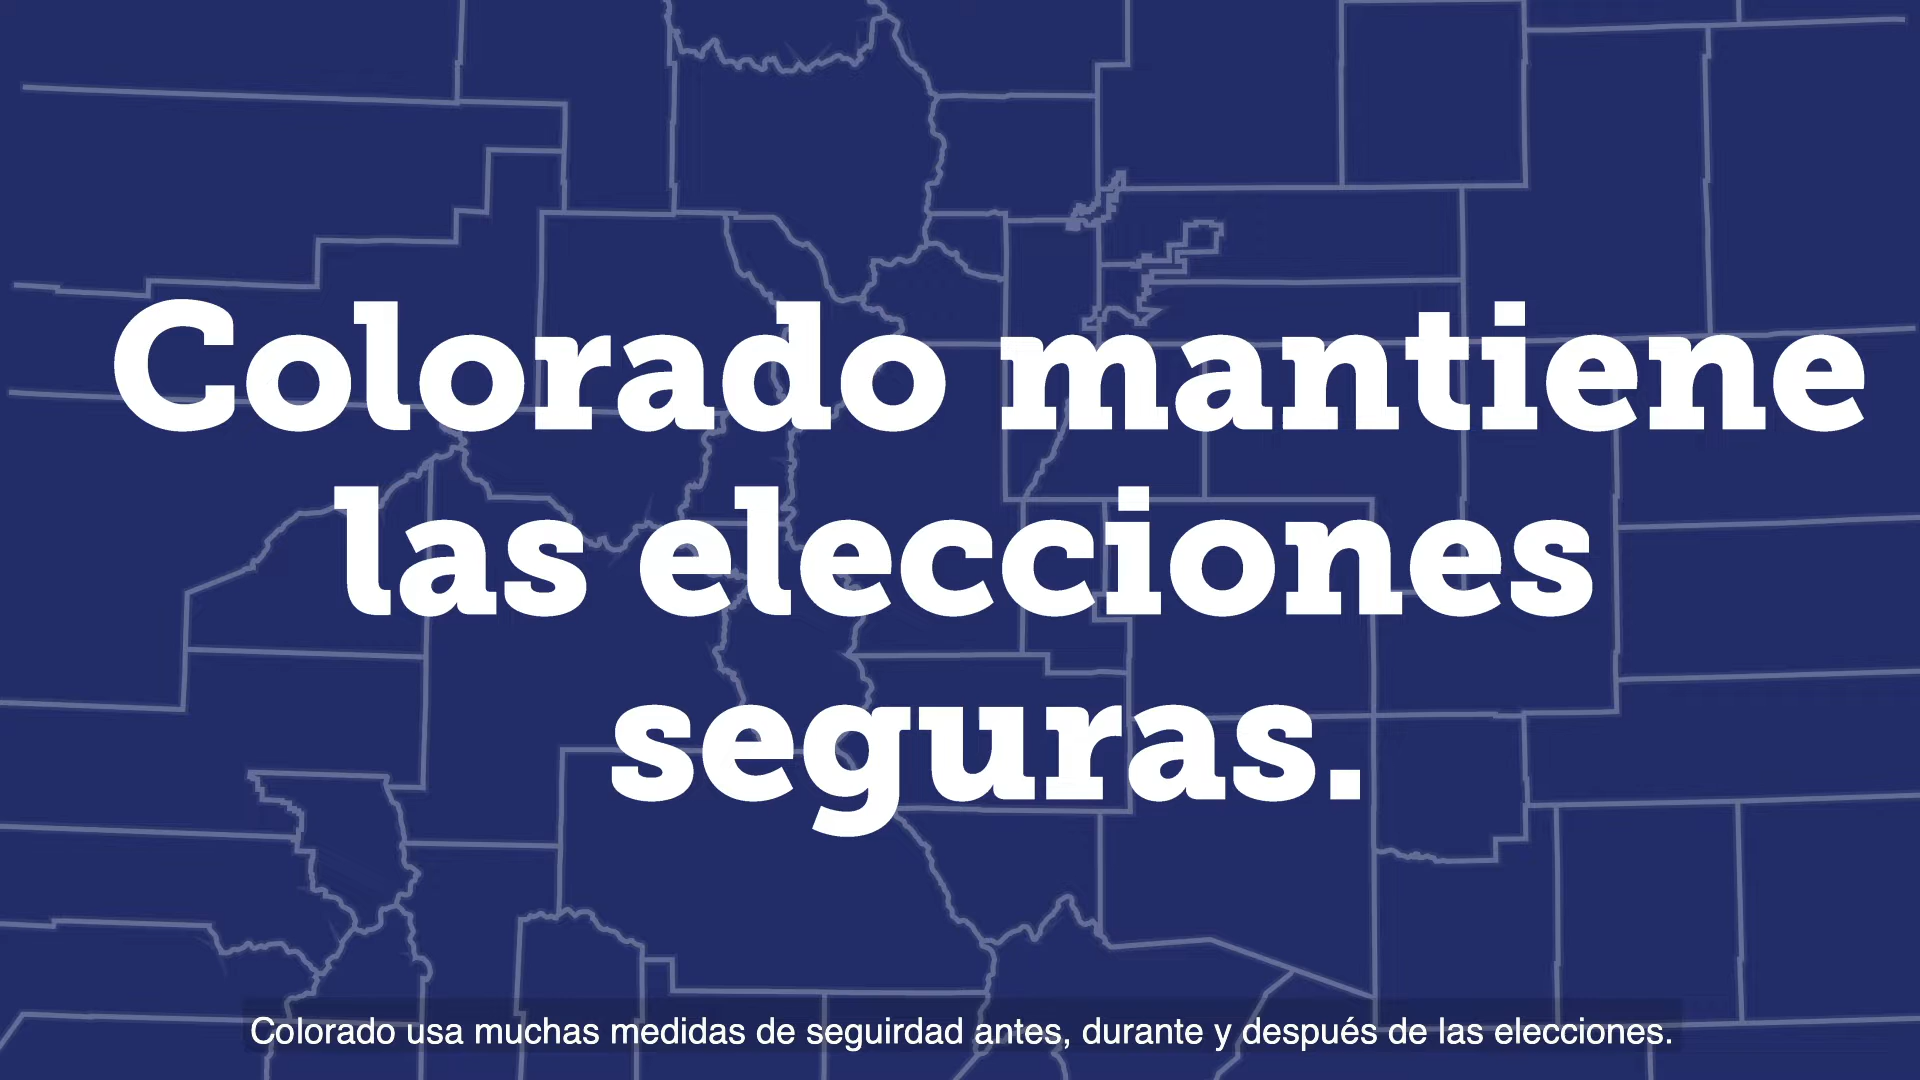 Colorado mantiene
las elecciones
seguras.
Colorado usa muchas medidas de seguirdad antes, durante y después de las elecciones.